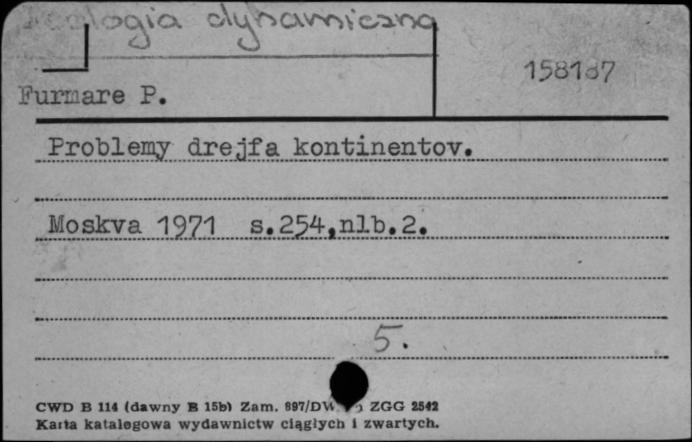 Geologia dynamiczna
158187
Furmare P.
Problemy drejfa kontinentov.
Moskva 1971 s.254,nlb.2.
5.
CWD B 114 (dawny B 15b) Zam. 897/DW. ZGG 2542
Karta katalogowa wydawnictw ciągłych i zwartych.